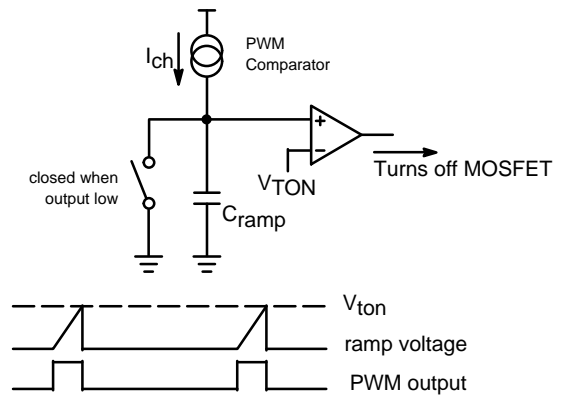 PWM
Comparator
Ich
+
−
VTON
Turns off MOSFET
closed when
output low
Cramp
Vton
ramp voltage
PWM output